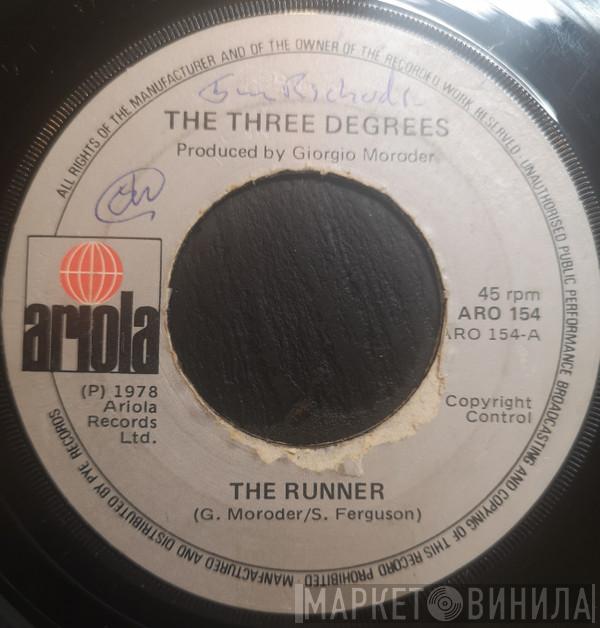 ALL RIGHTS OF THE MANUFACTURER AND OF THE OWNER OF THE RECORDED WORK RESERVED · UNAUTHORISED PUBLIC PERFORMANCE BROADCASTING AND COPYING OF THIS RECORD PROHIBITED · MANFACTURED AND DISTRIBUTED BY PYE RECORDS
THE THREE DEGREES
Produced by Giorgio Moroder
ariola
45 rpm
ARO 154
ARO 154-A
(P) 1978
Ariola
Records
Ltd.
Copyright
Control
THE RUNNER
(G. Moroder/S. Ferguson)
МАРКЕТ ВИНИЛА